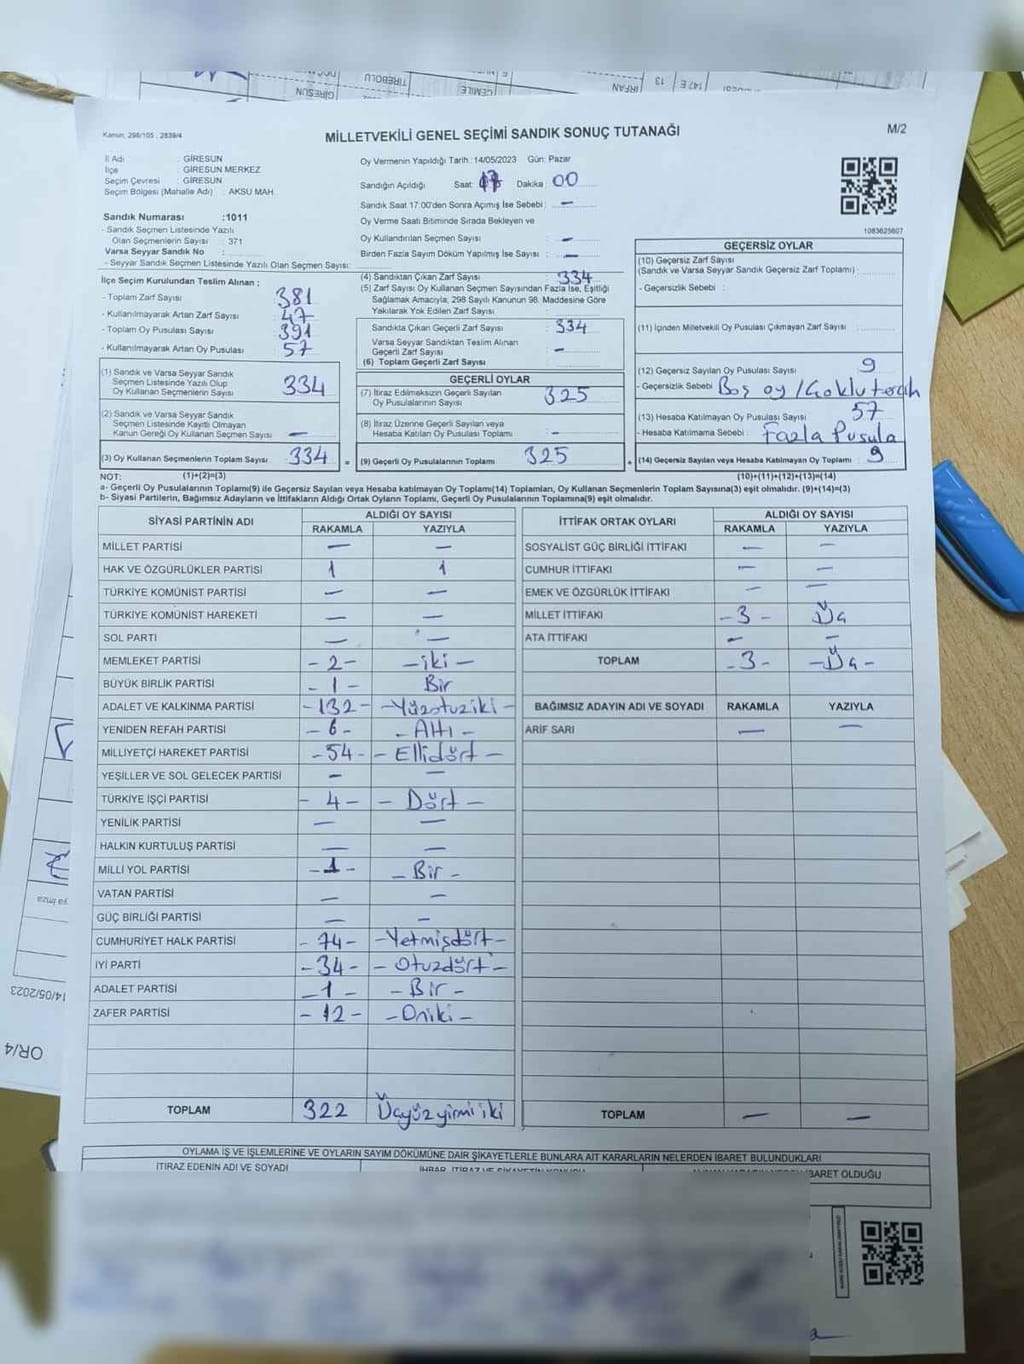 TİREBOLU
GİRESUN
CEMİLE
İRFAN
13
147 E
Kanun, 298/105 , 2839/4
MİLLETVEKİLİ GENEL SEÇİMİ SANDIK SONUÇ TUTANAĞI
M/2
İl Adı : GİRESUN
İlçe : GİRESUN MERKEZ
Seçim Çevresi : GİRESUN
Seçim Bölgesi (Mahalle Adı) : AKSU MAH.
Oy Vermenin Yapıldığı Tarih : 14/05/2023 Gün: Pazar
Sandığın Açıldığı Saat: 17 Dakika : 00
Sandık Saat 17:00'den Sonra Açımış İse Sebebi : —
Oy Verme Saati Bitiminde Sırada Bekleyen ve
Oy Kullandırılan Seçmen Sayısı —
Birden Fazla Sayım Döküm Yapılmış İse Sayısı : —
1083625607
Sandık Numarası :1011
- Sandık Seçmen Listesinde Yazılı
Olan Seçmenlerin Sayısı : 371
Varsa Seyyar Sandık No :
- Seyyar Sandık Seçmen Listesinde Yazılı Olan Seçmen Sayısı:
İlçe Seçim Kurulundan Teslim Alınan ;
- Toplam Zarf Sayısı 381
- Kullanılmayarak Artan Zarf Sayısı : 47
- Toplam Oy Pusulası Sayısı : 391
- Kullanılmayarak Artan Oy Pusulası : 57
(4) Sandıktan Çıkan Zarf Sayısı : 334
(5) Zarf Sayısı Oy Kullanan Seçmen Sayısından Fazla İse, Eşitliği
Sağlamak Amacıyla, 298 Sayılı Kanunun 98. Maddesine Göre
Yakılarak Yok Edilen Zarf Sayısı :
Sandıkta Çıkan Geçerli Zarf Sayısı : 334
Varsa Seyyar Sandıktan Teslim Alınan
Geçerli Zarf Sayısı : —
(6) Toplam Geçerli Zarf Sayısı :
GEÇERSİZ OYLAR
(10) Geçersiz Zarf Sayısı
(Sandık ve Varsa Seyyar Sandık Geçersiz Zarf Toplamı) :
- Geçersizlik Sebebi :
(11) İçinden Milletvekili Oy Pusulası Çıkmayan Zarf Sayısı:
(12) Geçersiz Sayılan Oy Pusulası Sayısı : 9
- Geçersizlik Sebebi : Boş oy / Çoklu tercih
(13) Hesaba Katılmayan Oy Pusulası Sayısı : 57
- Hesaba Katılmama Sebebi : Fazla Pusula
(14) Geçersiz Sayılan veya Hesaba Katılmayan Oy Toplamı : 9
(1) Sandık ve Varsa Seyyar Sandık
Seçmen Listesinde Yazılı Olup
Oy Kullanan Seçmenlerin Sayısı : 334
(2) Sandık ve Varsa Seyyar Sandık
Seçmen Listesinde Kayıtlı Olmayan
Kanun Gereği Oy Kullanan Seçmen Sayısı : —
(3) Oy Kullanan Seçmenlerin Toplam Sayısı : 334 =
GEÇERLİ OYLAR
(7) İtiraz Edilmeksizin Geçerli Sayılan
Oy Pusulalarının Sayısı : 325
(8) İtiraz Üzerine Geçerli Sayılan veya
Hesaba Katılan Oy Pusulası Toplamı : —
(9) Geçerli Oy Pusulalarının Toplamı : 325 +
NOT: (1)+(2)=(3) (10)+(11)+(12)+(13)=(14)
a- Geçerli Oy Pusulalarının Toplamı(9) ile Geçersiz Sayılan veya Hesaba katılmayan Oy Toplamı(14) Toplamları, Oy Kullanan Seçmenlerin Toplam Sayısına(3) eşit olmalıdır. (9)+(14)=(3)
b- Siyasi Partilerin, Bağımsız Adayların ve İttifakların Aldığı Ortak Oyların Toplamı, Geçerli Oy Pusulalarının Toplamına(9) eşit olmalıdır.
SİYASİ PARTİNİN ADI ALDIĞI OY SAYISI
RAKAMLA YAZIYLA
MİLLET PARTİSİ — —
HAK VE ÖZGÜRLÜKLER PARTİSİ 1 1
TÜRKİYE KOMÜNİST PARTİSİ — —
TÜRKİYE KOMÜNİST HAREKETİ — —
SOL PARTİ — —
MEMLEKET PARTİSİ - 2 - — iki —
BÜYÜK BİRLİK PARTİSİ - 1 - Bir
ADALET VE KALKINMA PARTİSİ - 132 - - Yüzotuziki -
YENİDEN REFAH PARTİSİ - 6 - - Altı -
MİLLİYETÇİ HAREKET PARTİSİ - 54 - - Ellidört -
YEŞİLLER VE SOL GELECEK PARTİSİ — —
TÜRKİYE İŞÇİ PARTİSİ - 4 - - Dört -
YENİLİK PARTİSİ — —
HALKIN KURTULUŞ PARTİSİ — —
MİLLİ YOL PARTİSİ - 1 - - Bir -
VATAN PARTİSİ — —
GÜÇ BİRLİĞİ PARTİSİ — —
CUMHURİYET HALK PARTİSİ - 74 - - Yetmişdört -
İYİ PARTİ - 34 - - Otuzdört -
ADALET PARTİSİ - 1 - - Bir -
ZAFER PARTİSİ - 12 - - Oniki -
TOPLAM 322 Üçyüzyirmiiki
İTTİFAK ORTAK OYLARI ALDIĞI OY SAYISI
RAKAMLA YAZIYLA
SOSYALİST GÜÇ BİRLİĞİ İTTİFAKI — —
CUMHUR İTTİFAKI — —
EMEK VE ÖZGÜRLÜK İTTİFAKI — —
MİLLET İTTİFAKI - 3 - Üç
ATA İTTİFAKI — —
TOPLAM - 3 - - Üç -
BAĞIMSIZ ADAYIN ADI VE SOYADI RAKAMLA YAZIYLA
ARİF SARI — —
TOPLAM — —
OYLAMA İŞ VE İŞLEMLERİNE VE OYLARIN SAYIM DÖKÜMÜNE DAİR ŞİKAYETLERLE BUNLARA AİT KARARLARIN NELERDEN İBARET BULUNDUKLARI
İTİRAZ EDENİN ADI VE SOYADI
İHBAR, İTİRAZ VE ŞİKAYETİN KONUSU
İBARET OLDUĞU
ya imza
14/05/2023
OR/4